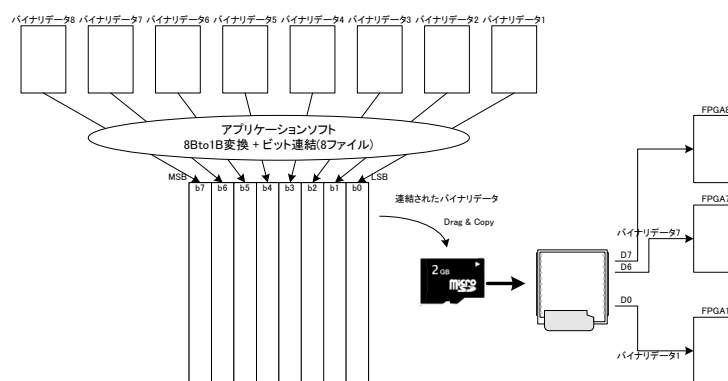 バイナリデータ8 バイナリデータ7 バイナリデータ6 バイナリデータ5 バイナリデータ4 バイナリデータ3 バイナリデータ2 バイナリデータ1
アプリケーションソフト
8Bto1B変換 + ビット連結(8ファイル)
MSB
LSB
b7 b6 b5 b4 b3 b2 b1 b0
連結されたバイナリデータ
Drag & Copy
2 GB
micro
SD
FPGA8
FPGA7
バイナリデータ7
D7
D6
D0
FPGA1
バイナリデータ1